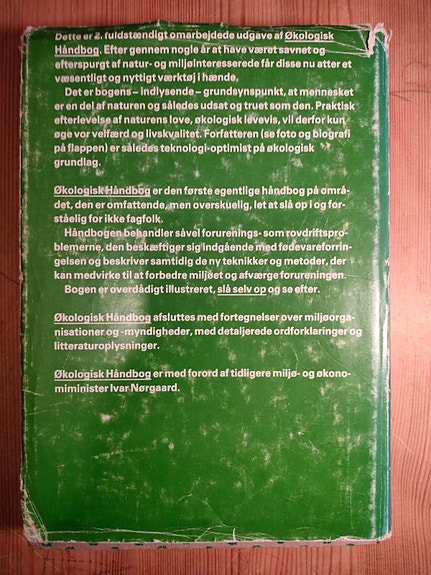 Dette er 2. fuldstændigt omarbejdede udgave af Økologisk
Håndbog. Efter gennem nogle år at have været savnet og
efterspurgt af natur- og miljøinteresserede får disse nu atter et
væsentligt og nyttigt værktøj i hænde.
Det er bogens – indlysende – grundsynspunkt, at mennesket
er en del af naturen og således udsat og truet som den. Praktisk
efterlevelse af naturens love, økologisk levevis, vil derfor kun
øge vor velfærd og livskvalitet. Forfatteren (se foto og biografi
på flappen) er således teknologi-optimist på økologisk
grundlag.
Økologisk Håndbog er den første egentlige håndbog på områ-
det, den er omfattende, men overskuelig, let at slå op i og for-
ståelig for ikke fagfolk.
Håndbogen behandler såvel forurenings- som rovdriftspro-
blemerne, den beskæftiger sig indgående med fødevareforrin-
gelsen og beskriver samtidig de ny teknikker og metoder, der
kan medvirke til at forbedre miljøet og afværge forureningen.
Bogen er overdådigt illustreret, slå selv op og se efter.
Økologisk Håndbog afsluttes med fortegnelser over miljøorga-
nisationer og -myndigheder, med detaljerede ordforklaringer og
litteraturoplysninger.
Økologisk Håndbog er med forord af tidligere miljø- og økono-
miminister Ivar Nørgaard.